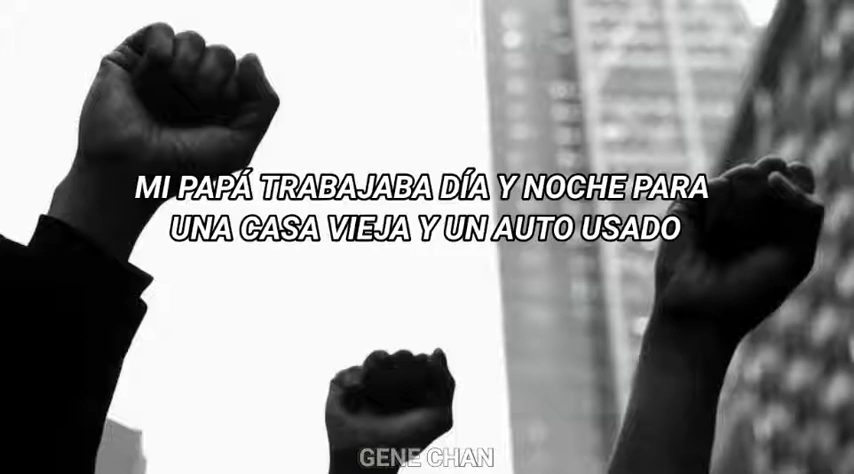 MI PAPÁ TRABAJABA DÍA Y NOCHE PARA
UNA CASA VIEJA Y UN AUTO USADO
GENE CHAN